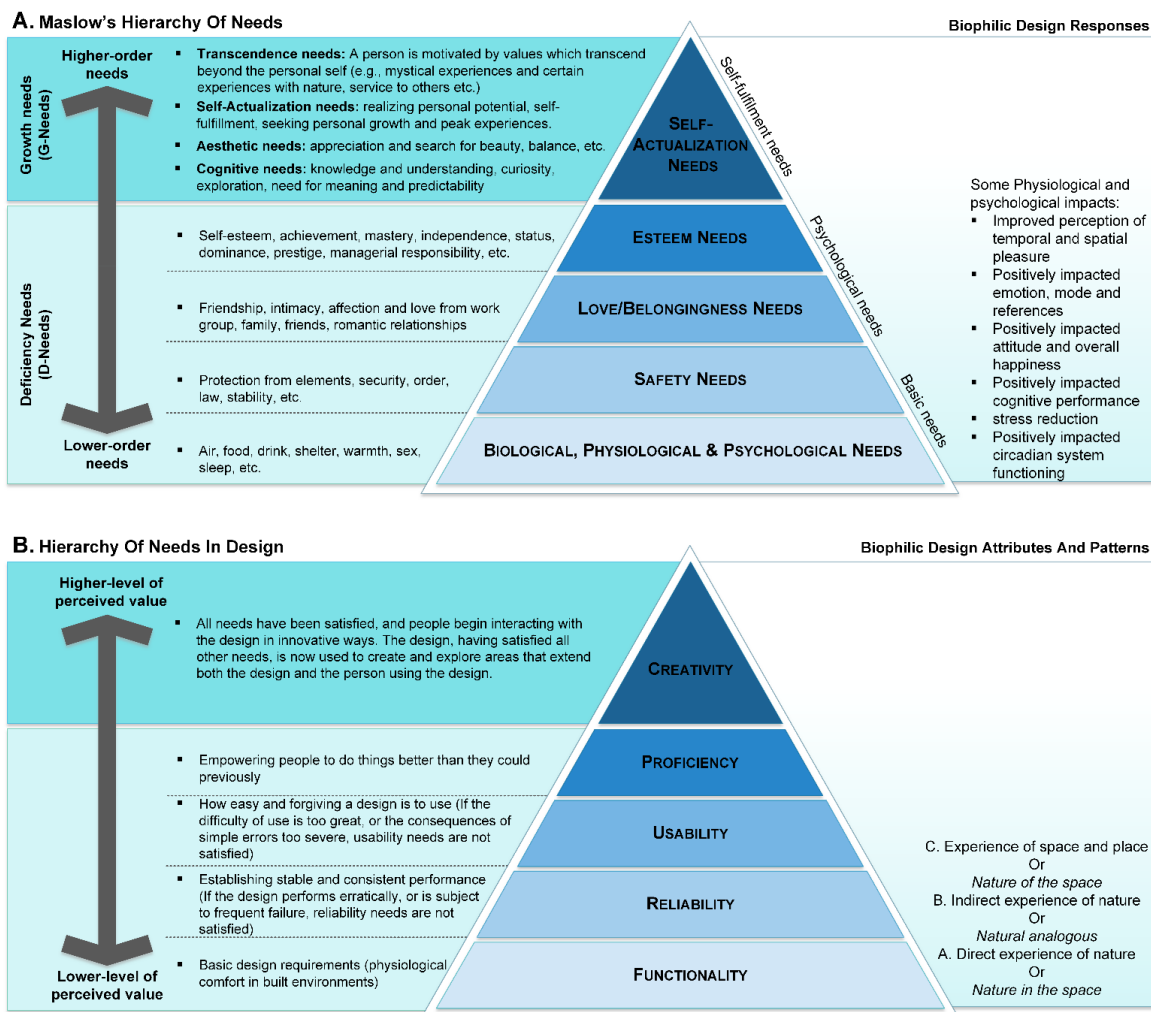 A. Maslow's Hierarchy Of Needs
Biophilic Design Responses
Growth needs
(G-Needs)
Higher-order
needs
▪ Transcendence needs: A person is motivated by values which transcend
beyond the personal self (e.g., mystical experiences and certain
experiences with nature, service to others etc.)
▪ Self-Actualization needs: realizing personal potential, self-
fulfillment, seeking personal growth and peak experiences.
▪ Aesthetic needs: appreciation and search for beauty, balance, etc.
▪ Cognitive needs: knowledge and understanding, curiosity,
exploration, need for meaning and predictability
SELF-
ACTUALIZATION
NEEDS
Self-fulfilment needs
Deficiency Needs
(D-Needs)
▪ Self-esteem, achievement, mastery, independence, status,
dominance, prestige, managerial responsibility, etc.
ESTEEM NEEDS
Psychological needs
▪ Friendship, intimacy, affection and love from work
group, family, friends, romantic relationships
LOVE/BELONGINGNESS NEEDS
▪ Protection from elements, security, order,
law, stability, etc.
SAFETY NEEDS
Basic needs
Lower-order
needs
▪ Air, food, drink, shelter, warmth, sex,
sleep, etc.
BIOLOGICAL, PHYSIOLOGICAL & PSYCHOLOGICAL NEEDS
Some Physiological and
psychological impacts:
▪ Improved perception of
temporal and spatial
pleasure
▪ Positively impacted
emotion, mode and
references
▪ Positively impacted
attitude and overall
happiness
▪ Positively impacted
cognitive performance
▪ stress reduction
▪ Positively impacted
circadian system
functioning
B. Hierarchy Of Needs In Design
Biophilic Design Attributes And Patterns
Higher-level of
perceived value
▪ All needs have been satisfied, and people begin interacting with
the design in innovative ways. The design, having satisfied all
other needs, is now used to create and explore areas that extend
both the design and the person using the design.
CREATIVITY
▪ Empowering people to do things better than they could
previously
PROFICIENCY
▪ How easy and forgiving a design is to use (If the
difficulty of use is too great, or the consequences of
simple errors too severe, usability needs are not
satisfied)
USABILITY
▪ Establishing stable and consistent performance
(If the design performs erratically, or is subject
to frequent failure, reliability needs are not
satisfied)
RELIABILITY
Lower-level of
perceived value
▪ Basic design requirements (physiological
comfort in built environments)
FUNCTIONALITY
C. Experience of space and place
Or
Nature of the space
B. Indirect experience of nature
Or
Natural analogous
A. Direct experience of nature
Or
Nature in the space